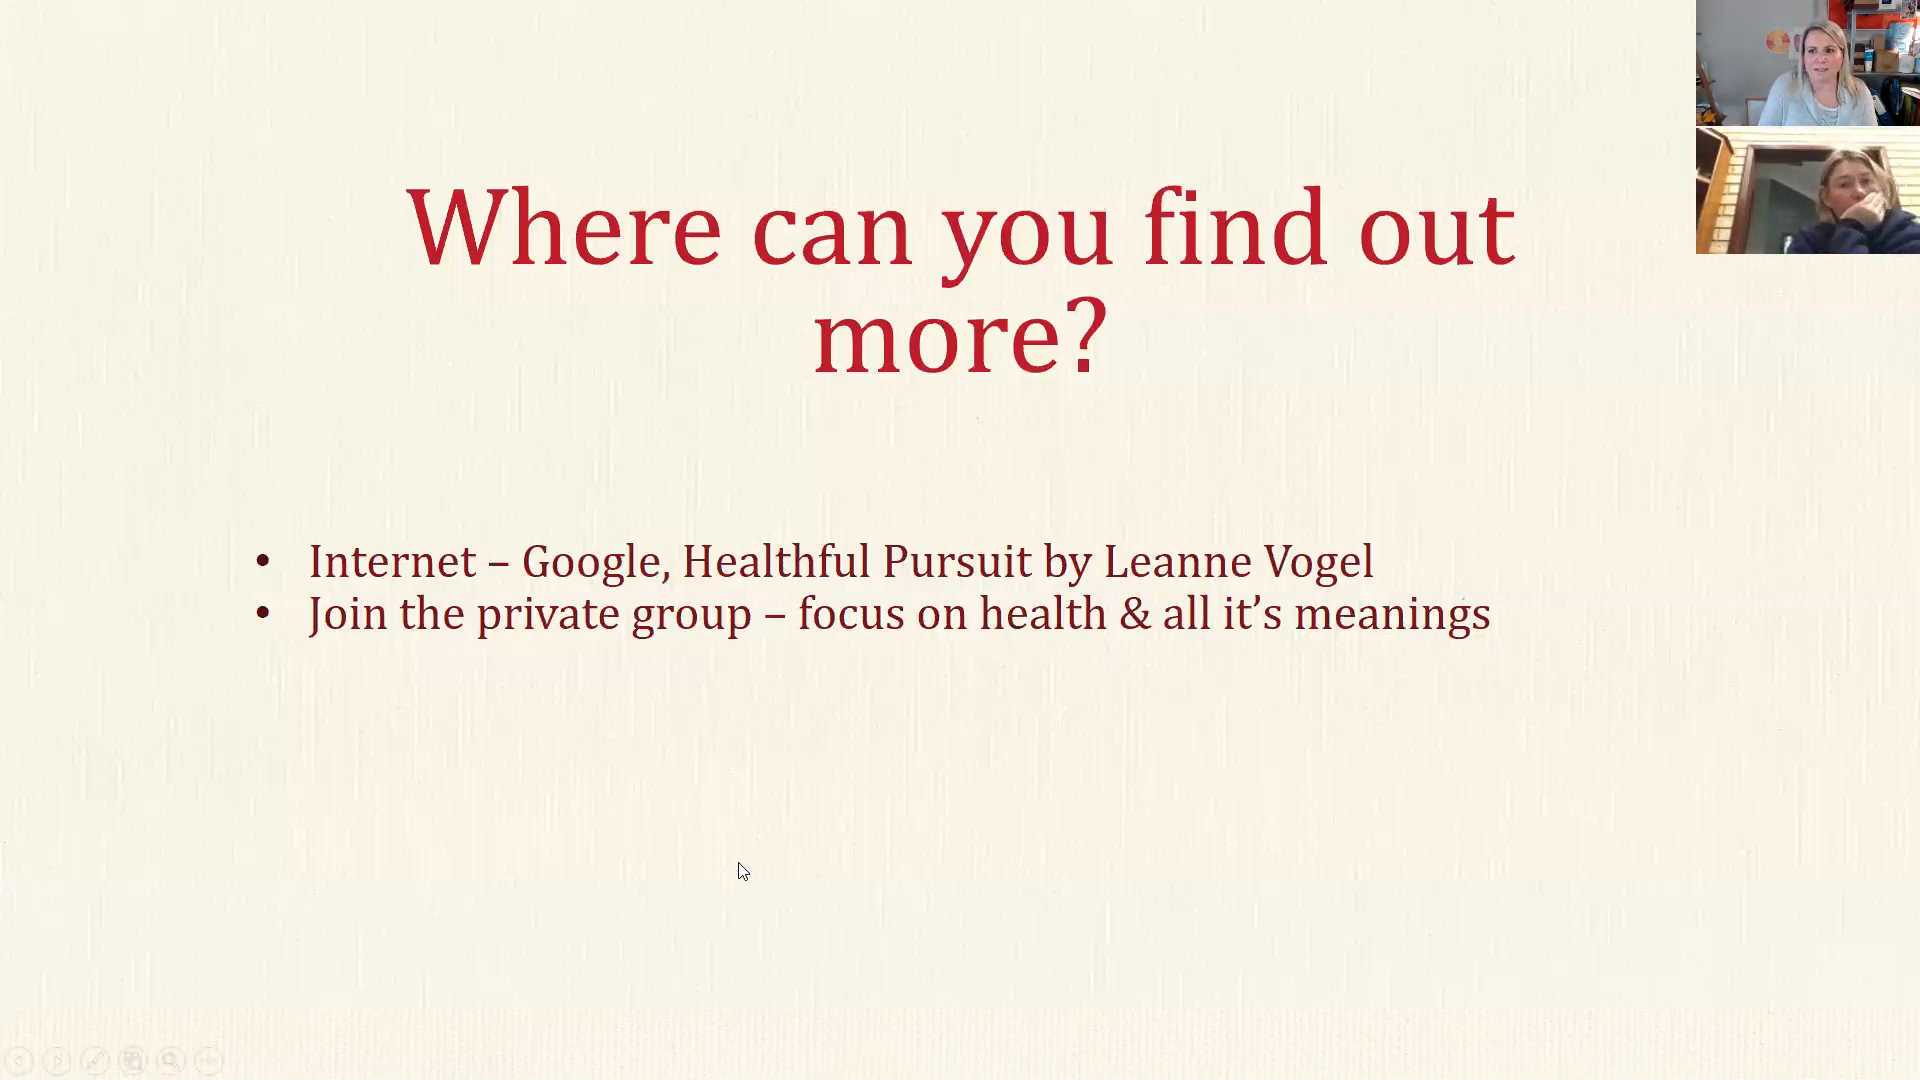 Where can you find out
more?
• Internet – Google, Healthful Pursuit by Leanne Vogel
• Join the private group – focus on health & all it’s meanings